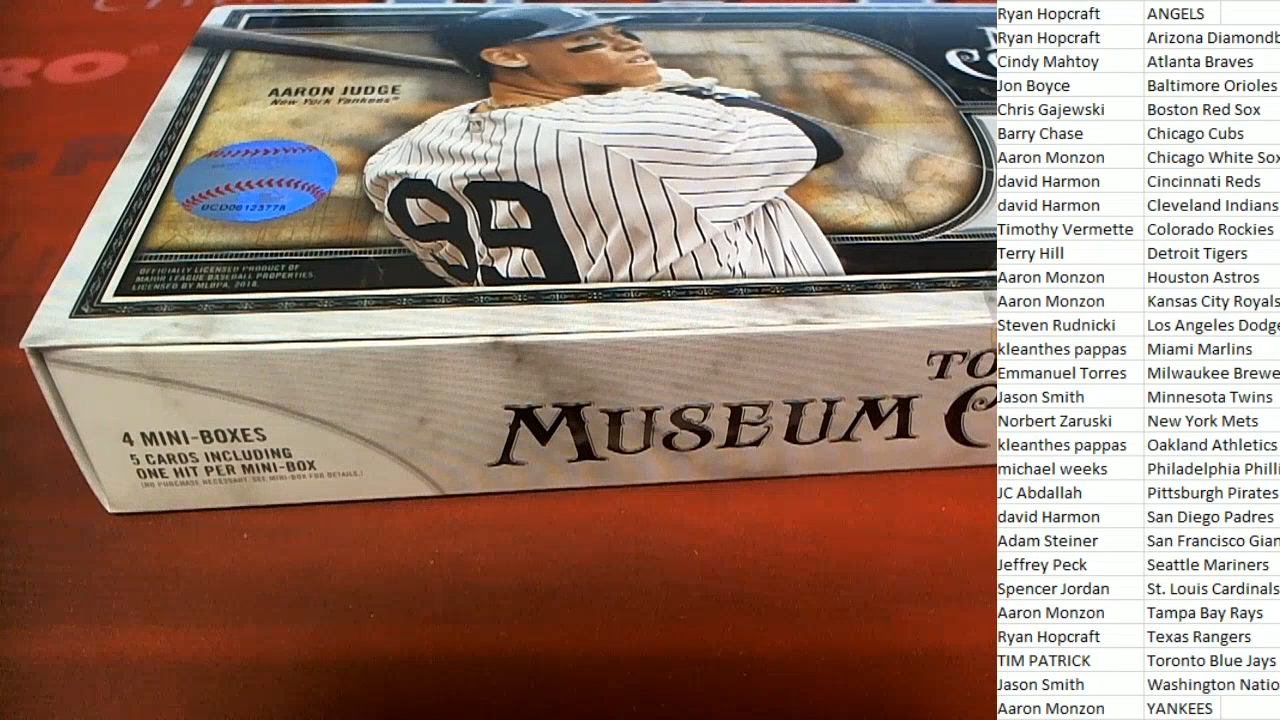 AARON JUDGE
New York Yankees
BCD08123778
OFFICIALLY LICENSED PRODUCT OF
MAJOR LEAGUE BASEBALL PROPERTIES
LICENSED BY MLBPA, 2018.
TO
MUSEUM C
4 MINI-BOXES
5 CARDS INCLUDING
ONE HIT PER MINI-BOX
(NO PURCHASE NECESSARY. SEE MINI-BOX FOR DETAILS.)
Ryan Hopcraft ANGELS
Ryan Hopcraft Arizona Diamondb
Cindy Mahtoy Atlanta Braves
Jon Boyce Baltimore Orioles
Chris Gajewski Boston Red Sox
Barry Chase Chicago Cubs
Aaron Monzon Chicago White Sox
david Harmon Cincinnati Reds
david Harmon Cleveland Indians
Timothy Vermette Colorado Rockies
Terry Hill Detroit Tigers
Aaron Monzon Houston Astros
Aaron Monzon Kansas City Royals
Steven Rudnicki Los Angeles Dodge
kleanthes pappas Miami Marlins
Emmanuel Torres Milwaukee Brewe
Jason Smith Minnesota Twins
Norbert Zaruski New York Mets
kleanthes pappas Oakland Athletics
michael weeks Philadelphia Philli
JC Abdallah Pittsburgh Pirates
david Harmon San Diego Padres
Adam Steiner San Francisco Gian
Jeffrey Peck Seattle Mariners
Spencer Jordan St. Louis Cardinals
Aaron Monzon Tampa Bay Rays
Ryan Hopcraft Texas Rangers
TIM PATRICK Toronto Blue Jays
Jason Smith Washington Natio
Aaron Monzon YANKEES
99